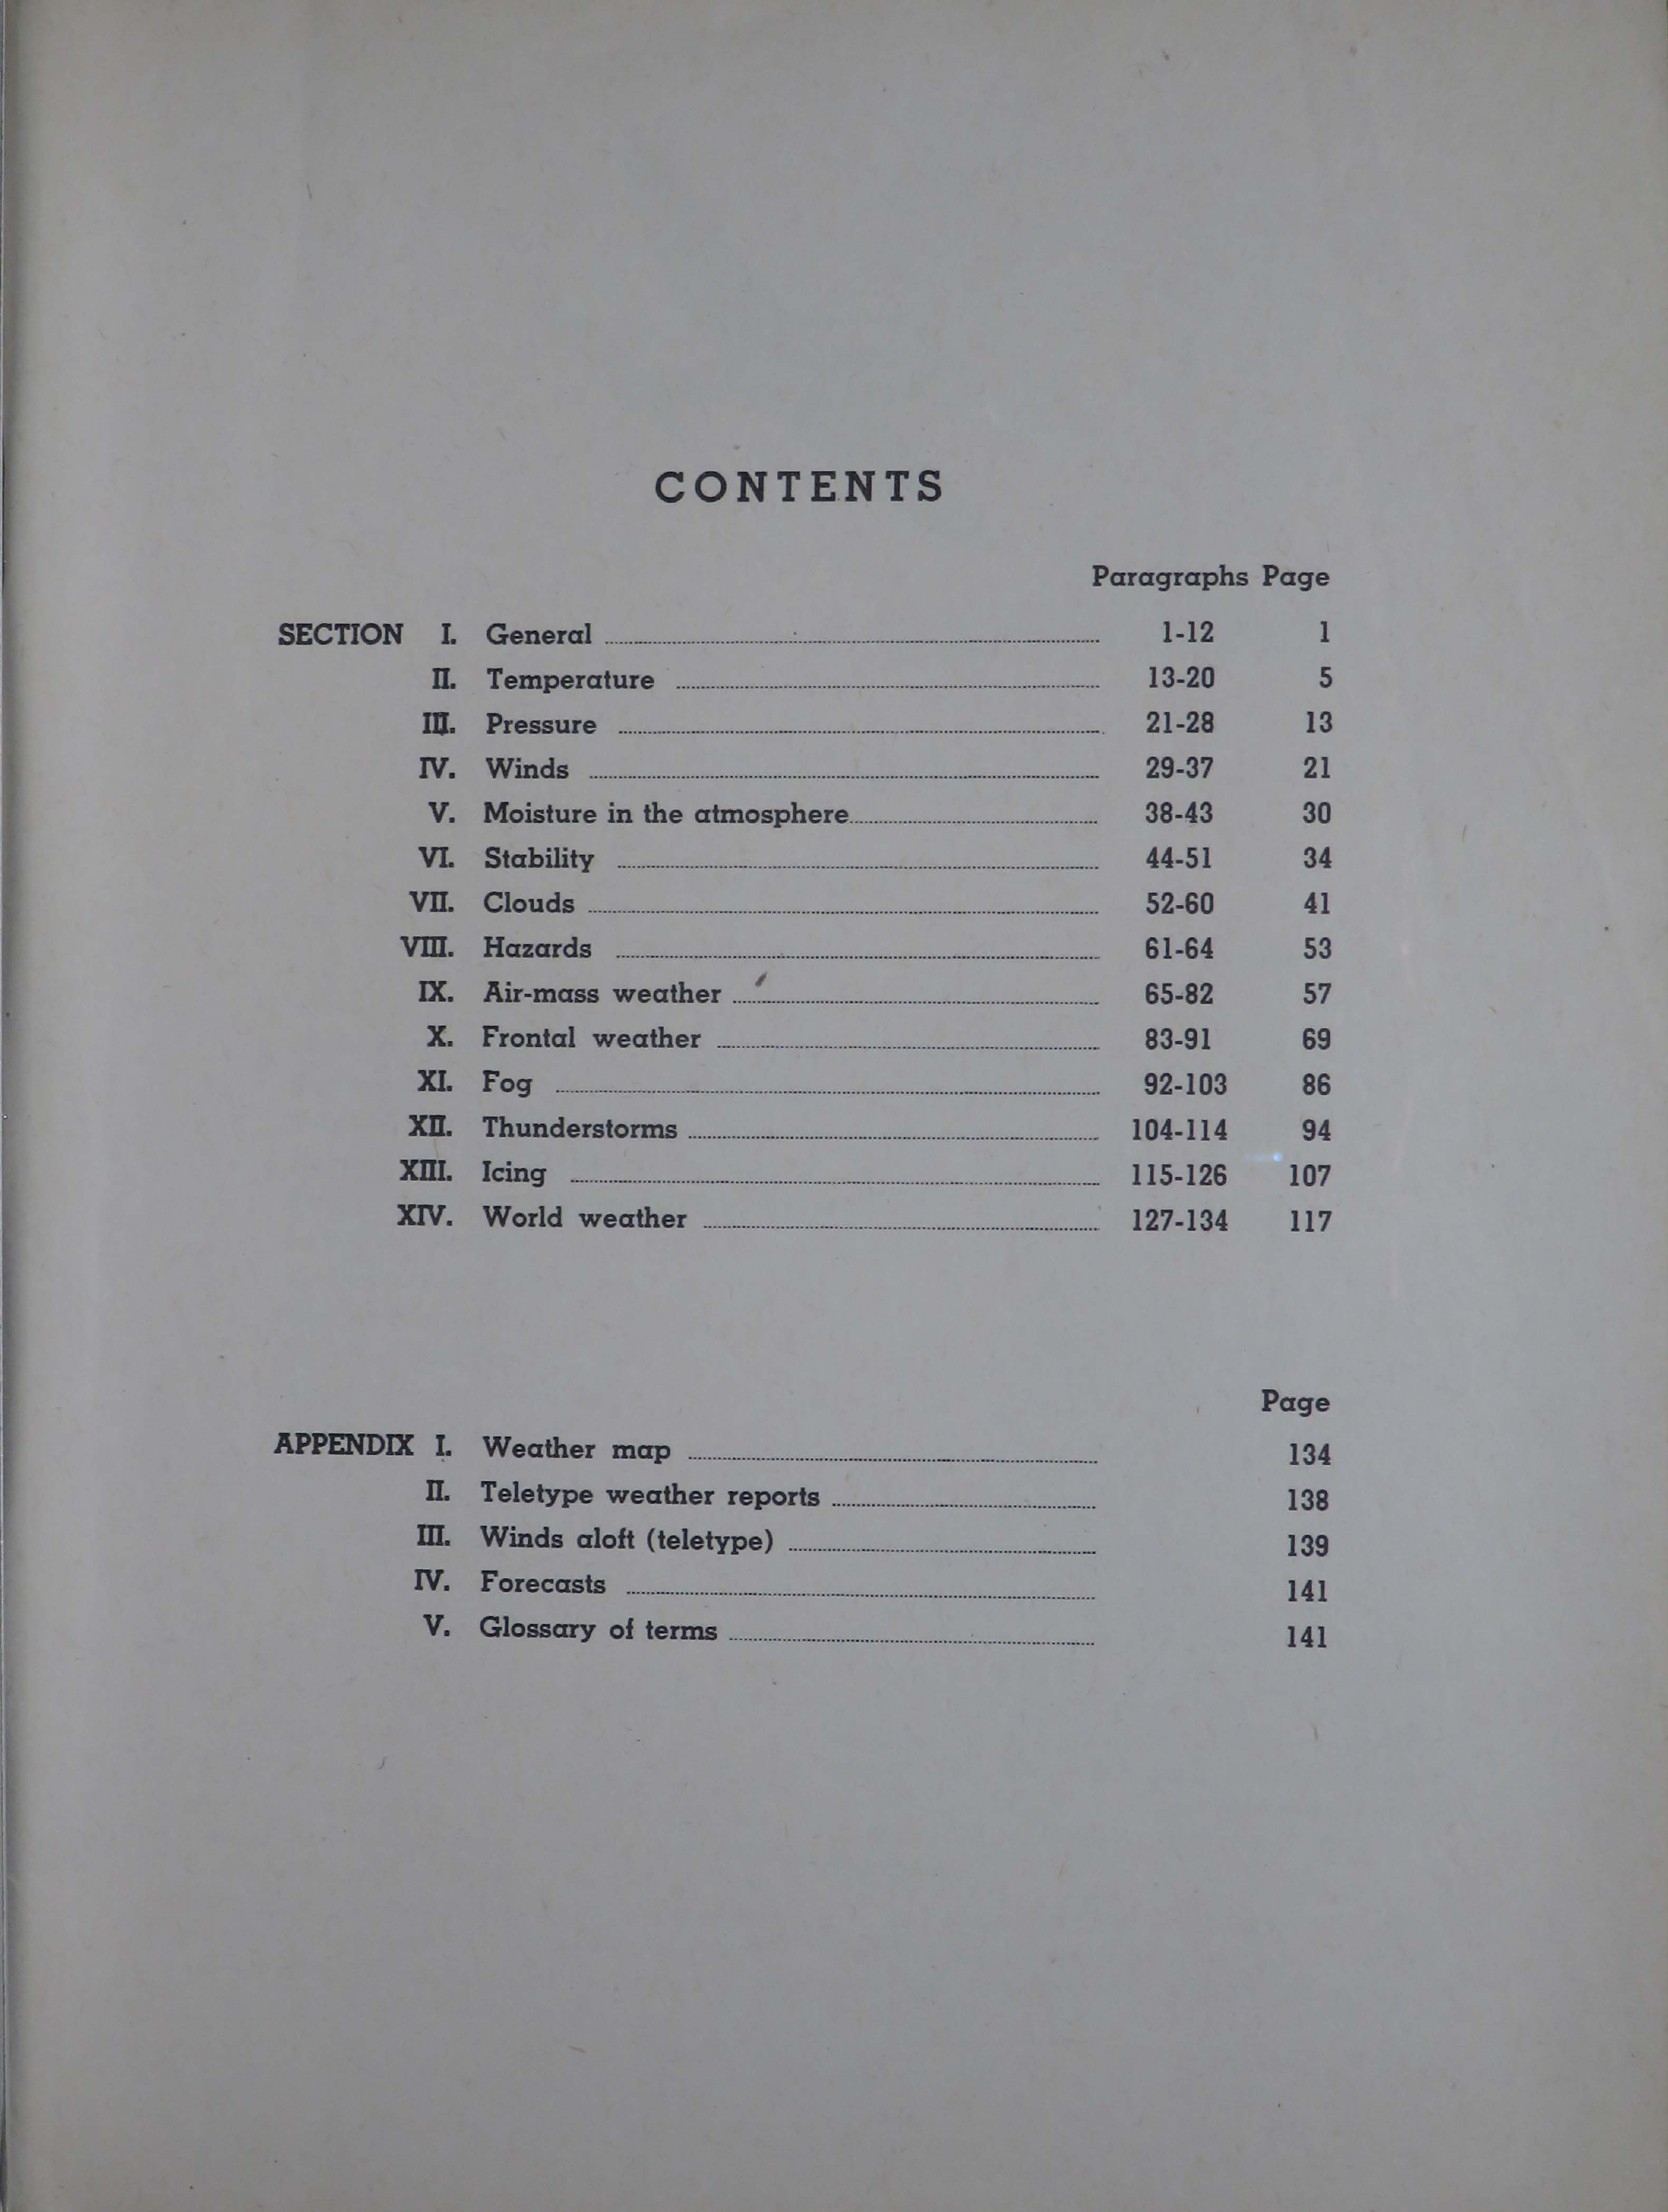 CONTENTS
Paragraphs Page
SECTION I. General 1-12 1
II. Temperature 13-20 5
III. Pressure 21-28 13
IV. Winds 29-37 21
V. Moisture in the atmosphere 38-43 30
VI. Stability 44-51 34
VII. Clouds 52-60 41
VIII. Hazards 61-64 53
IX. Air-mass weather 65-82 57
X. Frontal weather 83-91 69
XI. Fog 92-103 86
XII. Thunderstorms 104-114 94
XIII. Icing 115-126 107
XIV. World weather 127-134 117
Page
APPENDIX I. Weather map 134
II. Teletype weather reports 138
III. Winds aloft (teletype) 139
IV. Forecasts 141
V. Glossary of terms 141